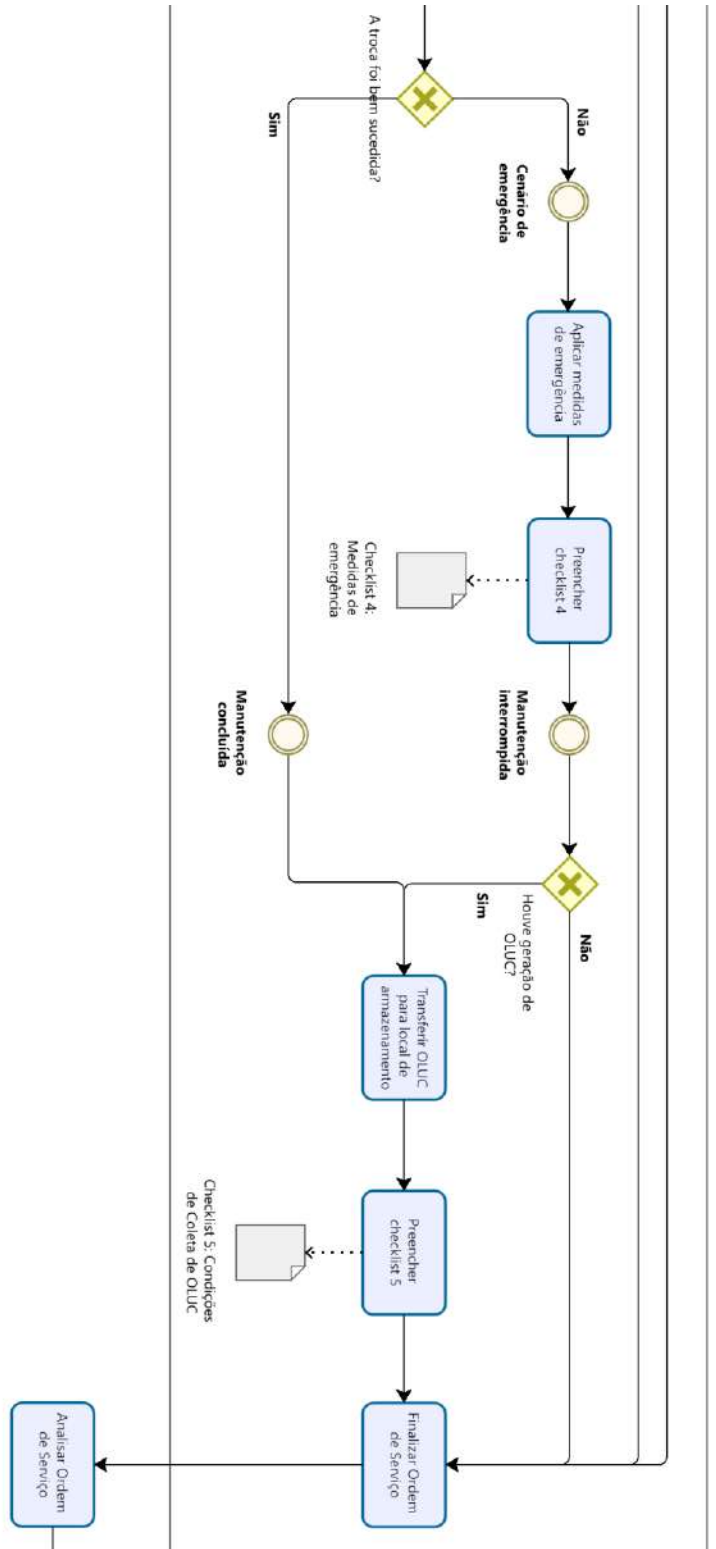 A troca foi bem sucedida?
Não
Sim
Cenário de
emergência
Aplicar medidas
de emergência
Preencher
checklist 4
Checklist 4:
Medidas de
emergência
Manutenção
interrompida
Manutenção
concluída
Houve geração de
OLUC?
Não
Sim
Transferir OLUC
para local de
armazenamento
Preencher
checklist 5
Checklist 5: Condições
de Coleta de OLUC
Finalizar Ordem
de Serviço
Analisar Ordem
de Serviço